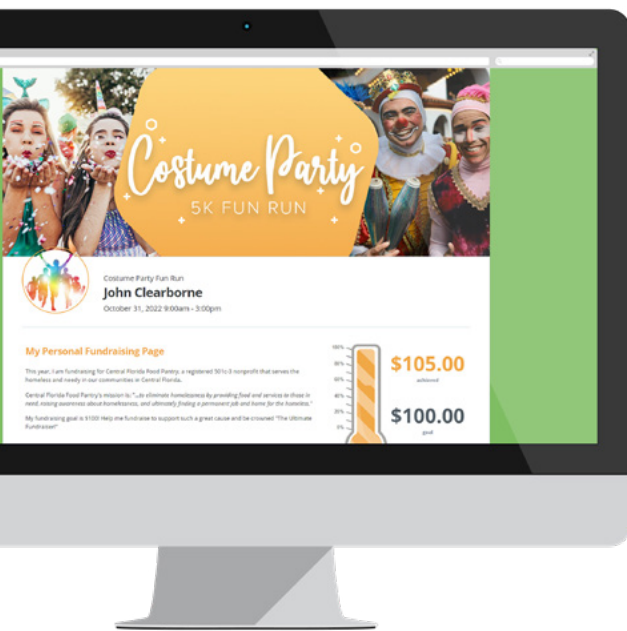 Costume Party
5K FUN RUN
Costume Party Fun Run
John Clearborne
October 31, 2022 9:00am - 3:00pm
My Personal Fundraising Page
This year, I am fundraising for Central Florida Food Pantry, a registered 501c-3 nonprofit that serves the
homeless and needy in our communities in Central Florida.
Central Florida Food Pantry's mission is: "...to eliminate homelessness by providing food and services to those in
need, raising awareness about homelessness, and ultimately finding a permanent job and home for the homeless."
My fundraising goal is $100! Help me fundraise to support such a great cause and be crowned "The Ultimate
Fundraiser!"
100%
80%
60%
40%
20%
0%
$105.00
achieved
$100.00
goal